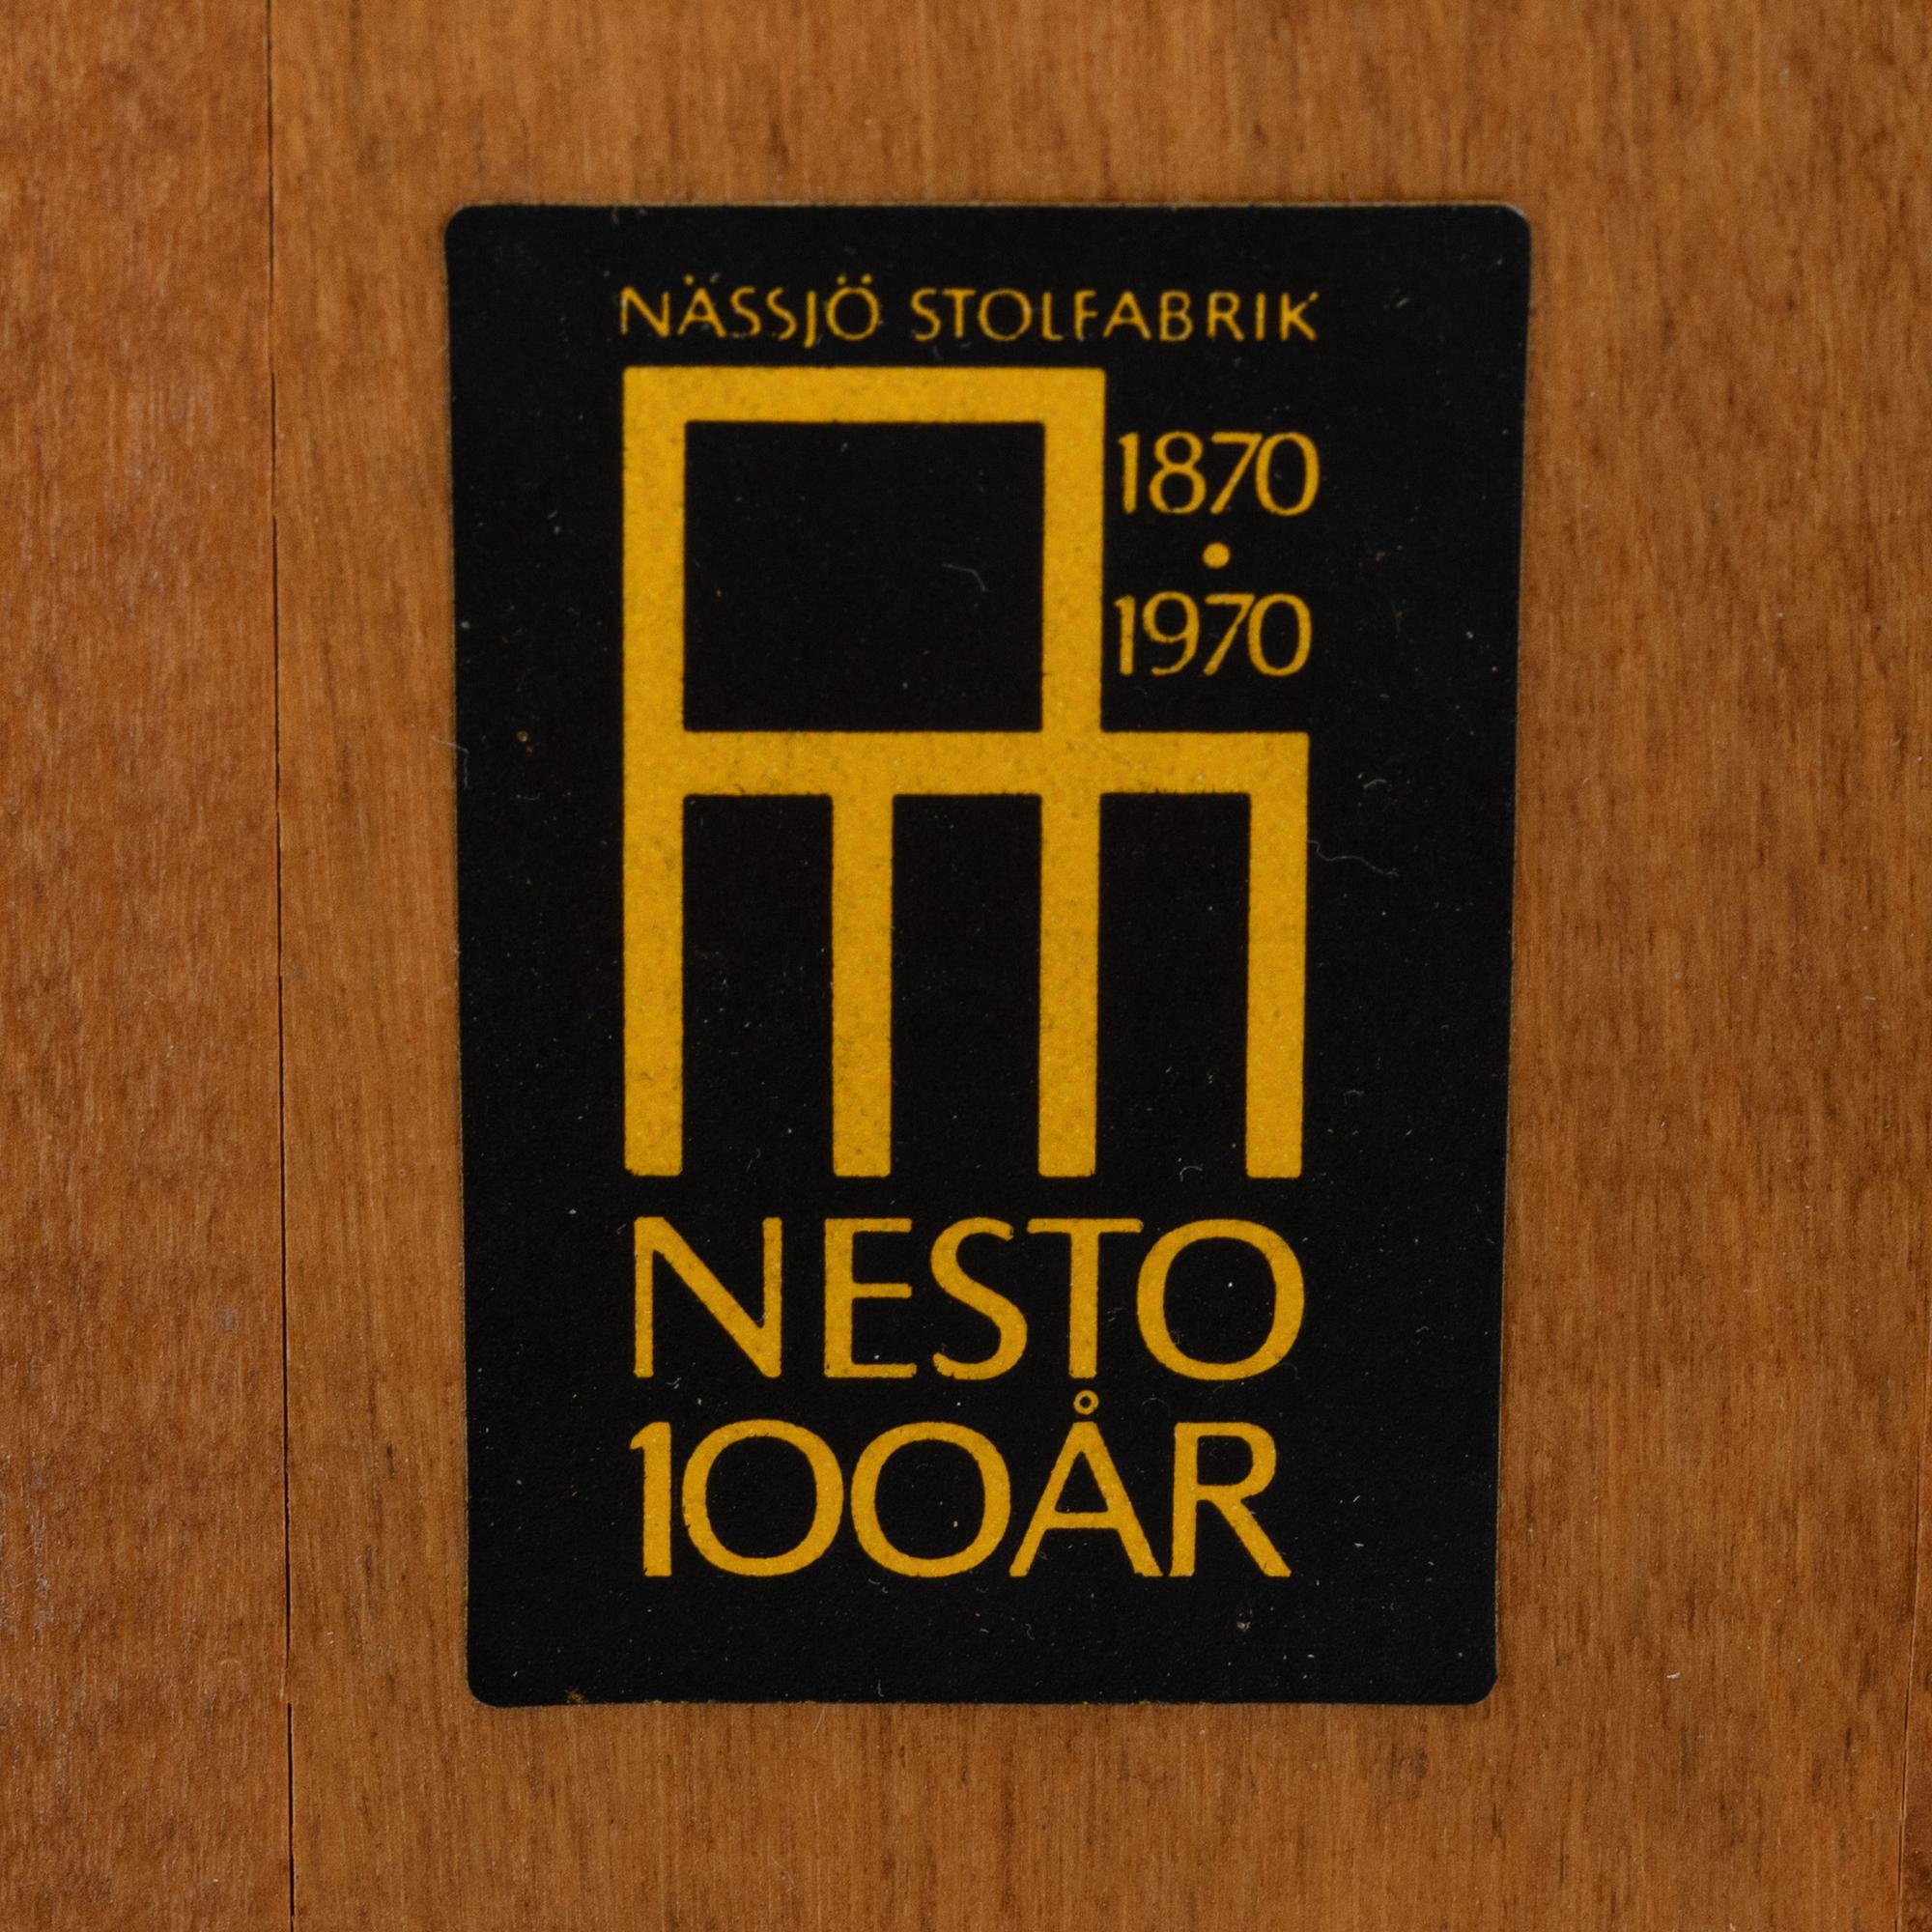 NÄSSJÖ STOLFABRIK
1870
•
1970
NESTO
100ÅR